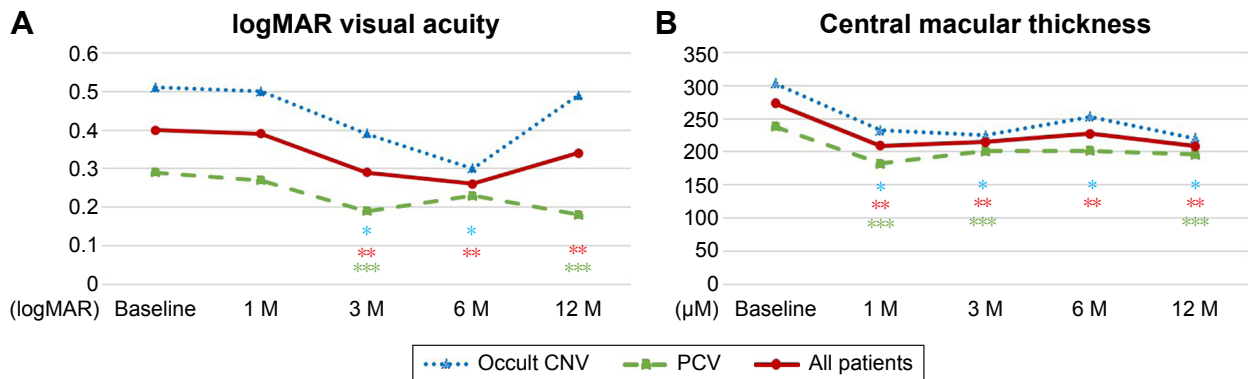 A logMAR visual acuity
0.6
0.5
0.4
0.3
0.2
0.1
0
* *
** ** **
*** ***
(logMAR) Baseline 1 M 3 M 6 M 12 M
B Central macular thickness
350
300
250
200
150
100
50
0
* * * *
** ** ** **
*** *** ***
(µM) Baseline 1 M 3 M 6 M 12 M
Occult CNV PCV All patients